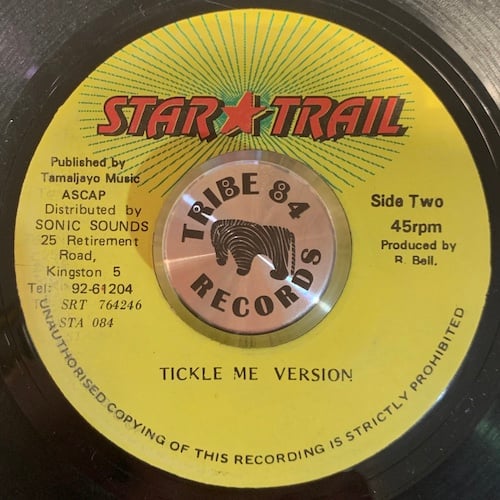 STAR TRAIL
Published by
Tamaljayo Music
ASCAP
Distributed by
SONIC SOUNDS
25 Retirement
Road,
Kingston 5
Tel: 92-61204
SRT 764246
STA 084
TRIBE 84
RECORDS
Side Two
45rpm
Produced by
R. Bell.
TICKLE ME VERSION
UNAUTHORISED COPYING OF THIS RECORDING IS STRICTLY PROHIBITED